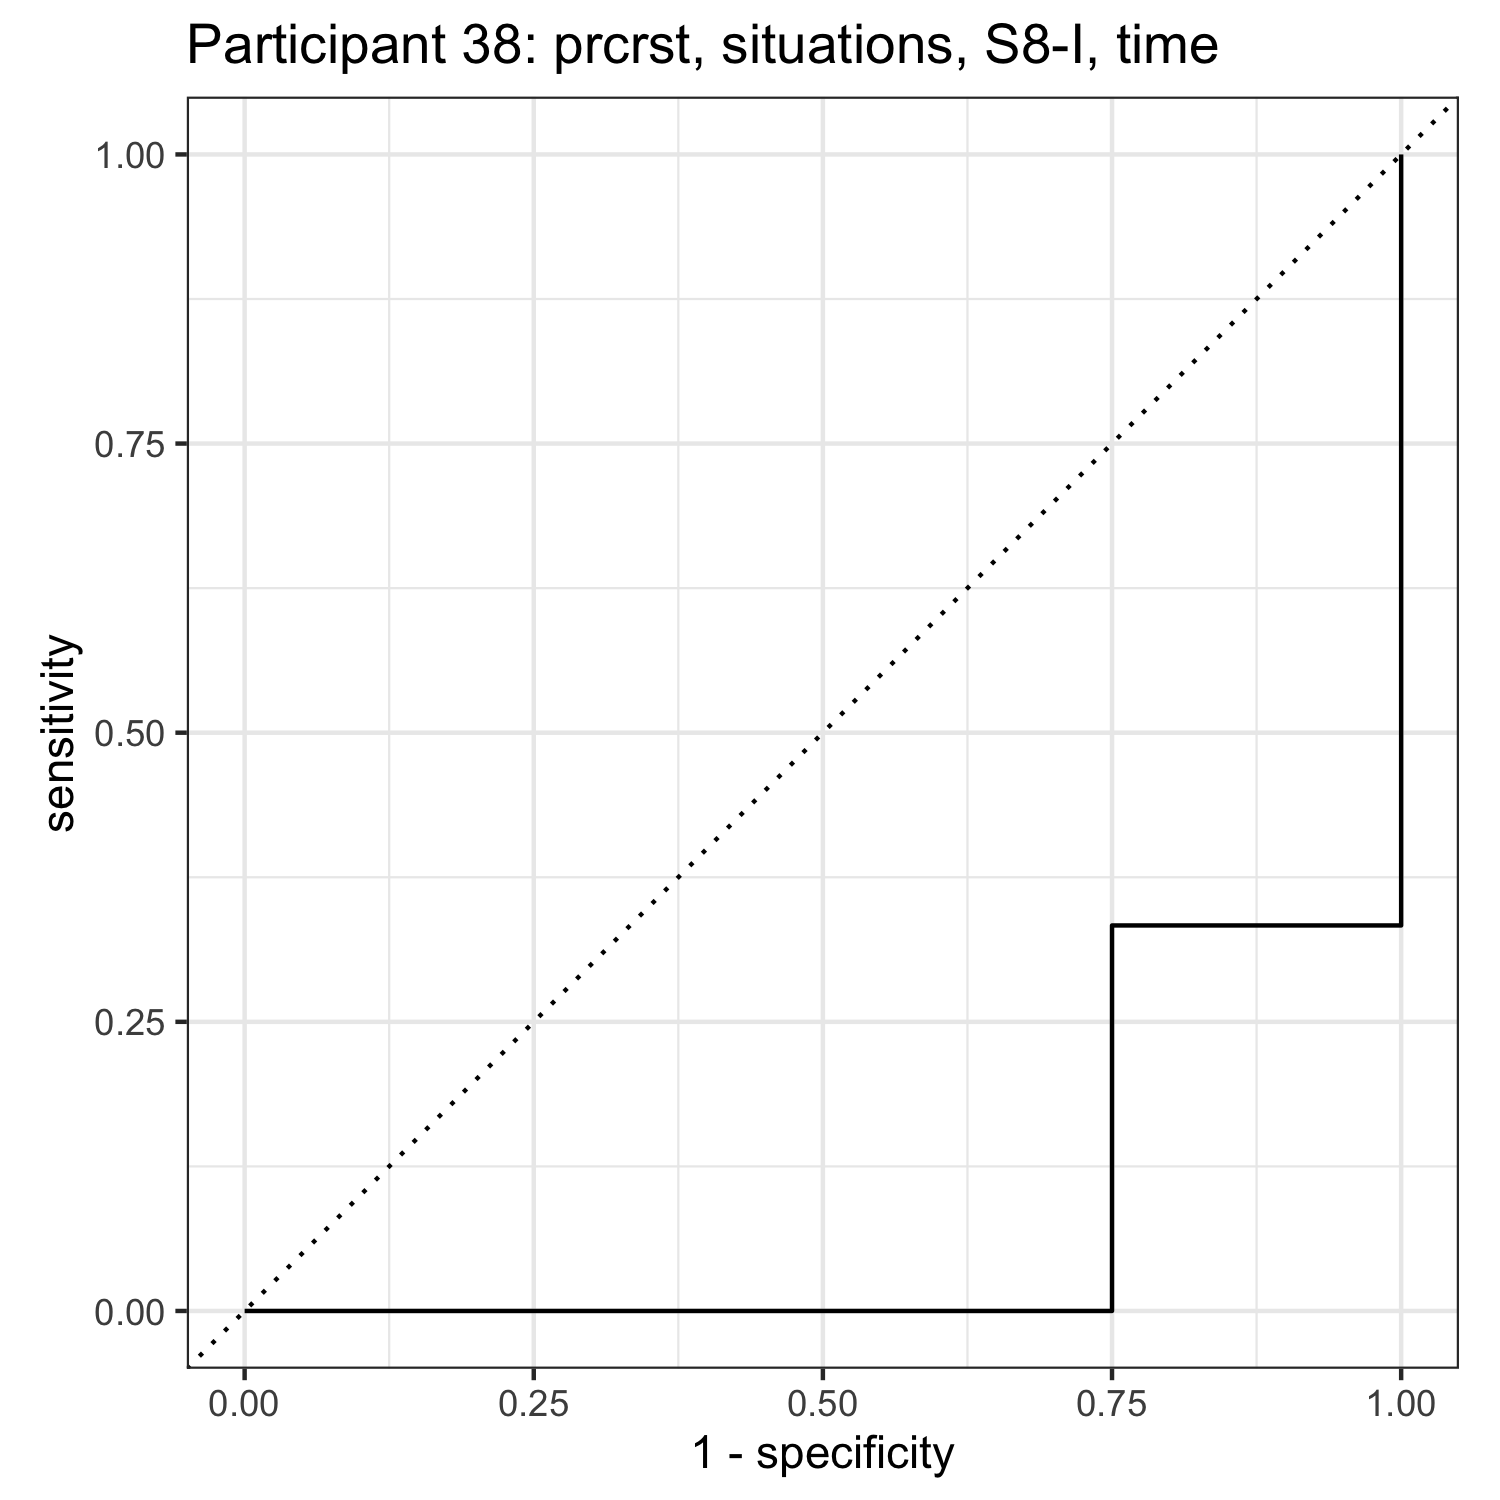 Participant 38: prcrst, situations, S8-I, time
1.00
0.75
0.50
0.25
0.00
sensitivity
0.00 0.25 0.50 0.75 1.00
1 - specificity